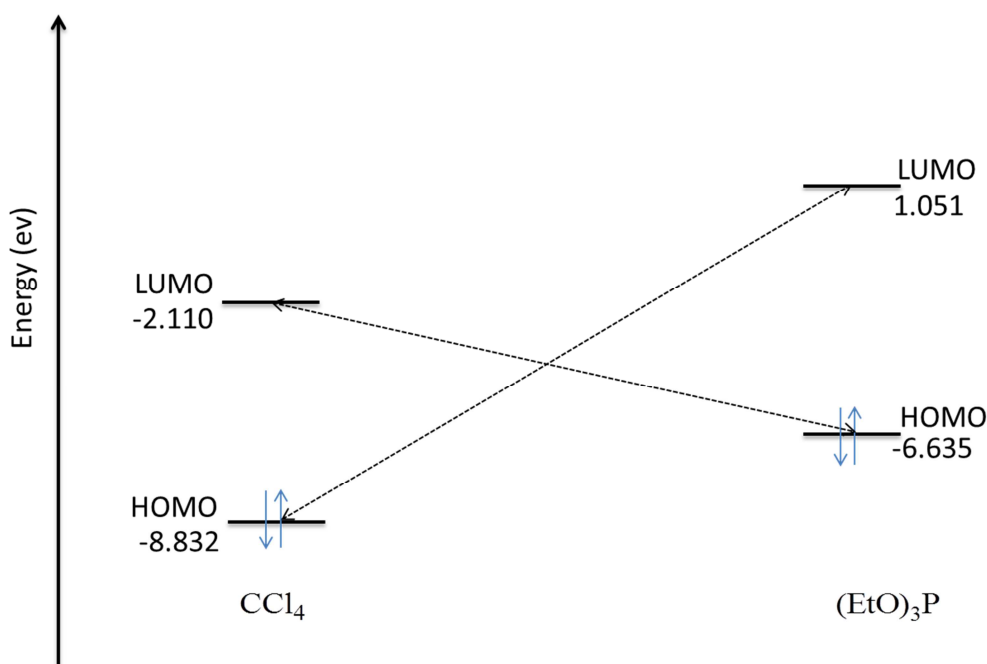 LUMO
1.051
Energy (ev)
LUMO
-2.110
HOMO
-6.635
HOMO
-8.832
CCl4
(EtO)3P